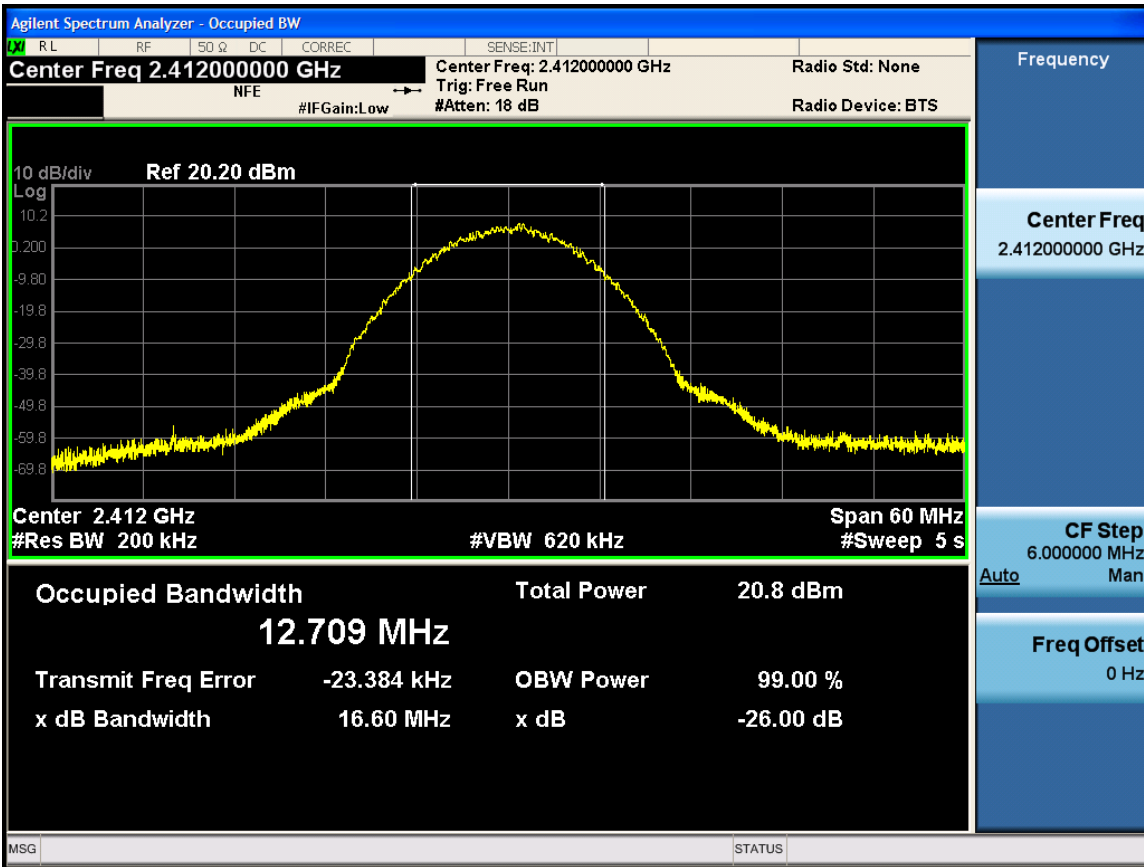 Agilent Spectrum Analyzer - Occupied BW
LXI RL RF 50 Ω DC CORREC SENSE:INT
Center Freq 2.412000000 GHz
NFE
#IFGain:Low
Center Freq: 2.412000000 GHz
Trig: Free Run
#Atten: 18 dB
Radio Std: None
Radio Device: BTS
10 dB/div Ref 20.20 dBm
Log
10.2
0.200
-9.80
-19.8
-29.8
-39.8
-49.8
-59.8
-69.8
Center 2.412 GHz Span 60 MHz
#Res BW 200 kHz #VBW 620 kHz #Sweep 5 s
Occupied Bandwidth Total Power 20.8 dBm
12.709 MHz
Transmit Freq Error -23.384 kHz OBW Power 99.00 %
x dB Bandwidth 16.60 MHz x dB -26.00 dB
Frequency
Center Freq
2.412000000 GHz
CF Step
6.000000 MHz
Auto Man
Freq Offset
0 Hz
MSG STATUS